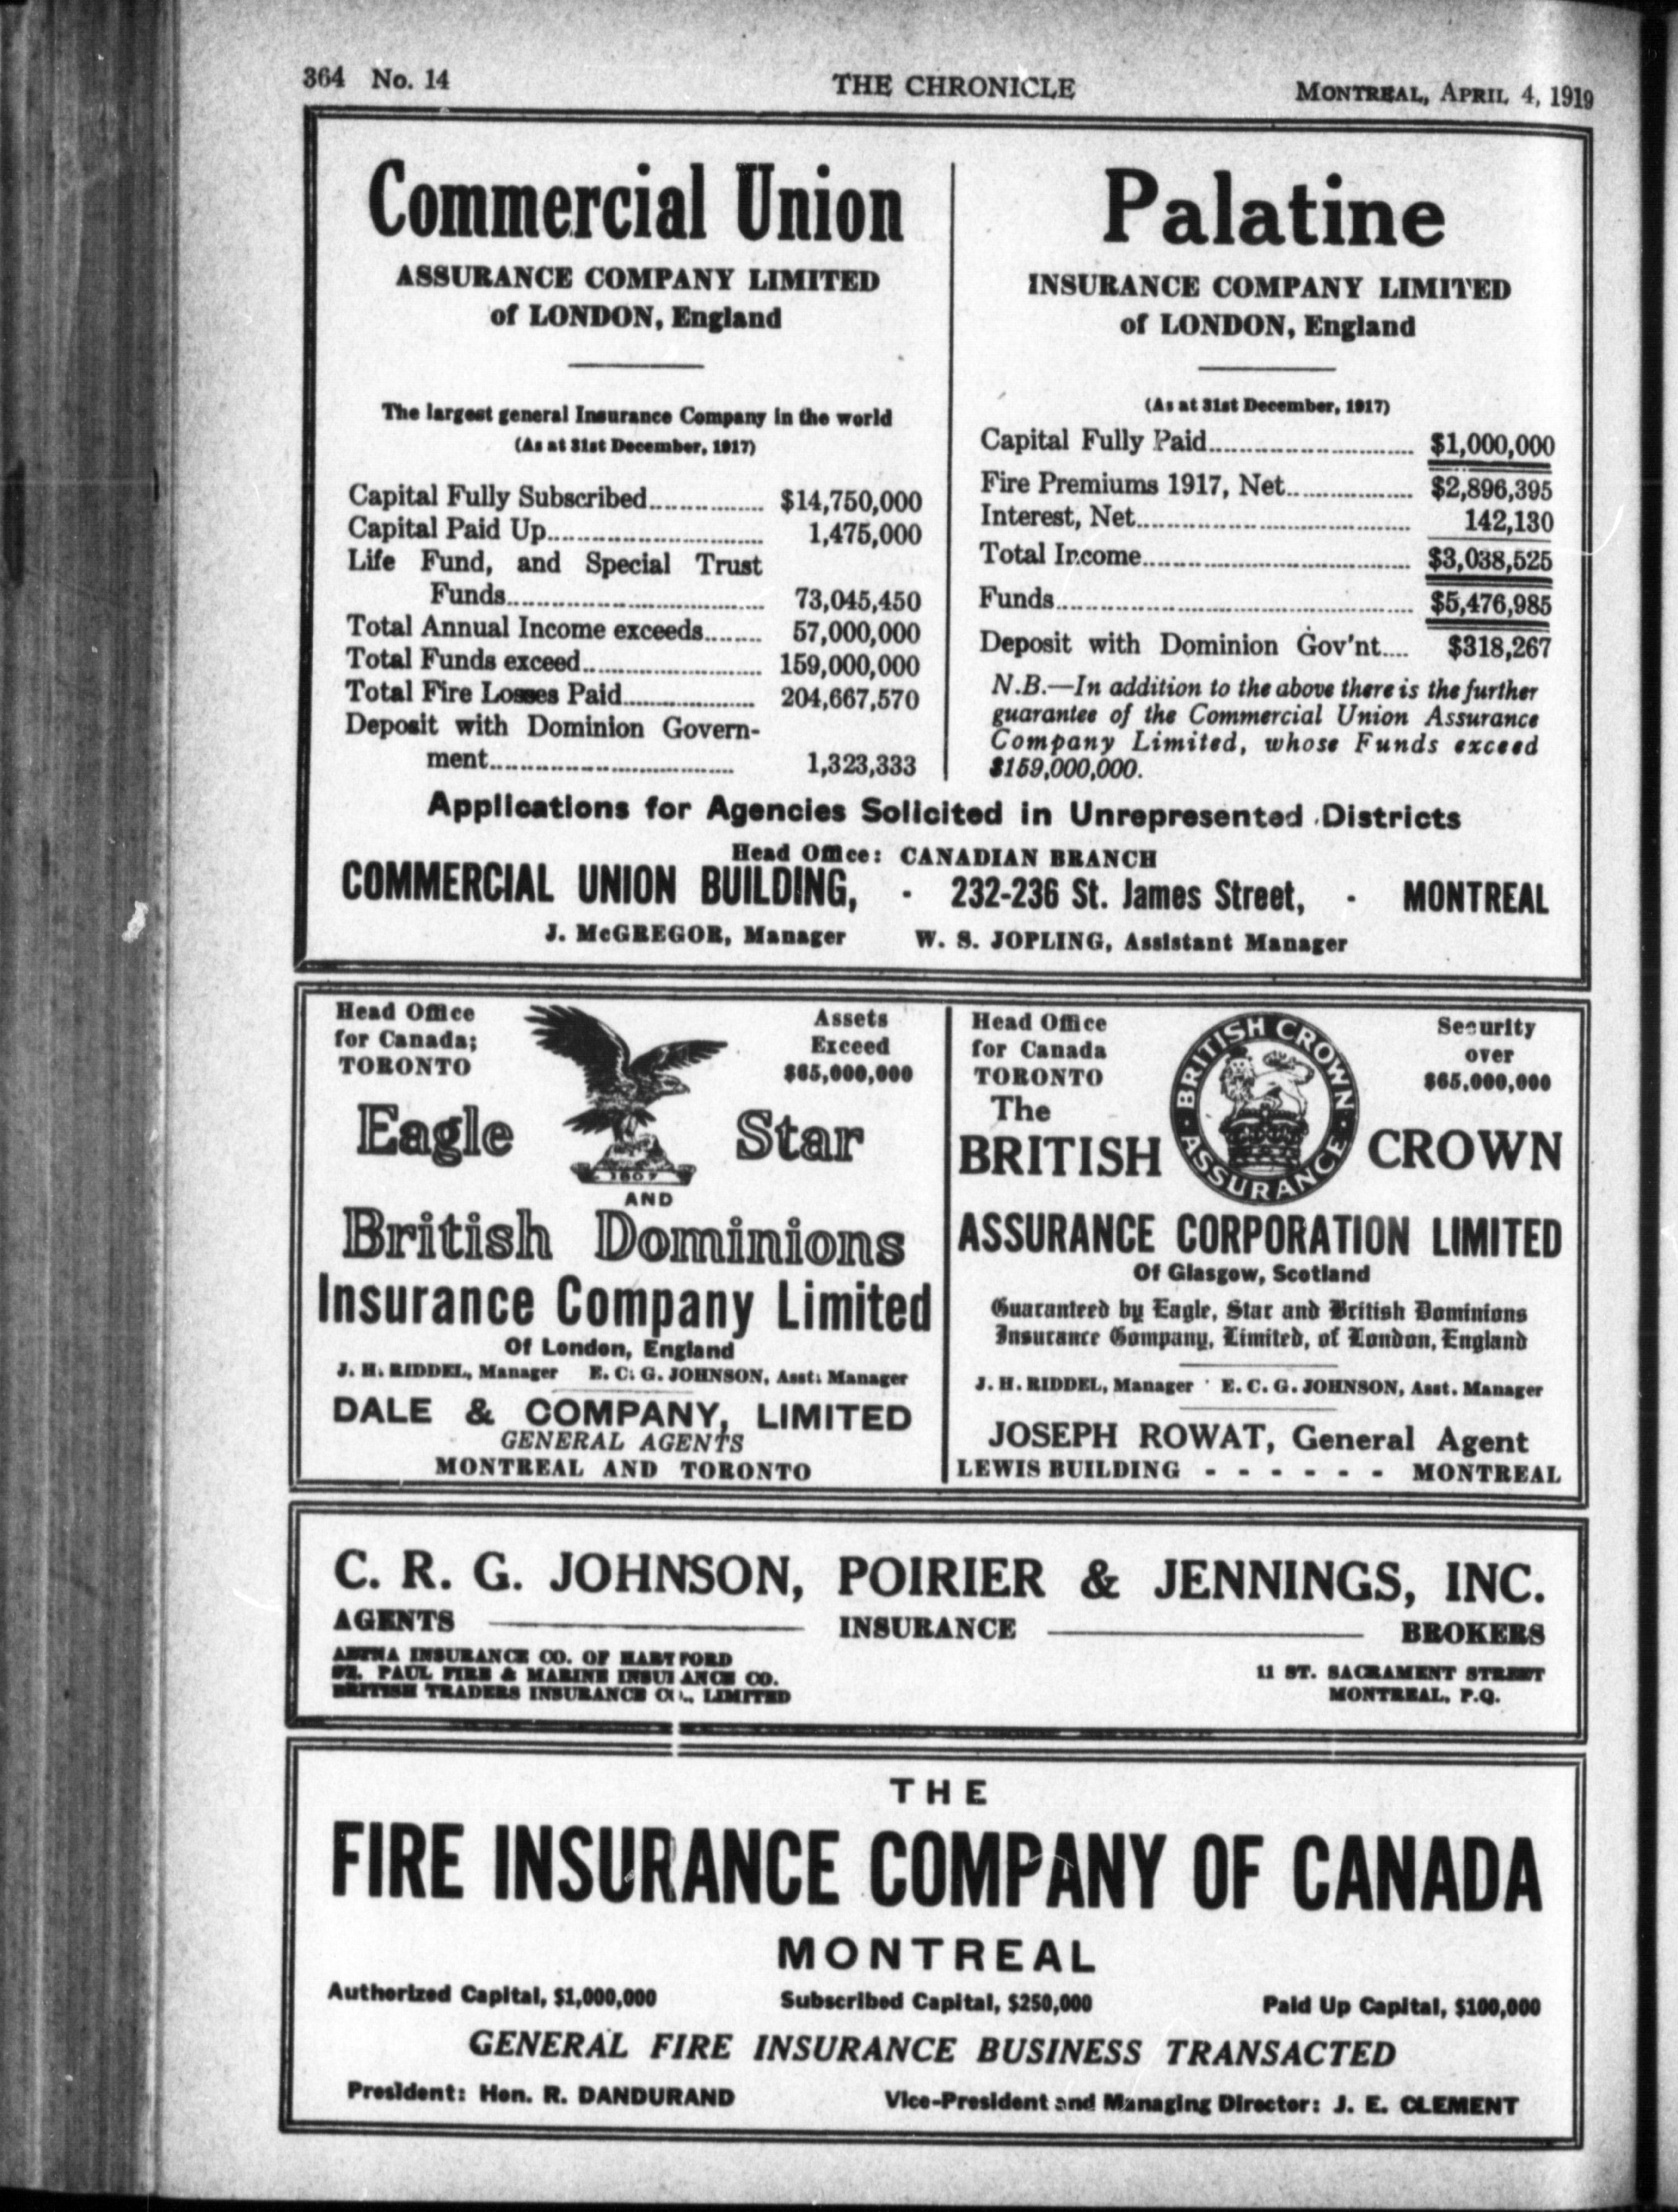 364 No. 14
THE CHRONICLE
MONTREAL, APRIL 4, 1919
Commercial Union
ASSURANCE COMPANY LIMITED
of LONDON, England
The largest general Insurance Company in the world
(As at 31st December, 1917)
Capital Fully Subscribed................ $14,750,000
Capital Paid Up............................. 1,475,000
Life Fund, and Special Trust
Funds.................................. 73,045,450
Total Annual Income exceeds........ 57,000,000
Total Funds exceed........................ 159,000,000
Total Fire Losses Paid.................... 204,667,570
Deposit with Dominion Govern-
ment................................. 1,323,333
Palatine
INSURANCE COMPANY LIMITED
of LONDON, England
(As at 31st December, 1917)
Capital Fully Paid........................... $1,000,000
Fire Premiums 1917, Net.................. $2,896,395
Interest, Net.................................... 142,130
Total Income................................... $3,038,525
Funds............................................... $5,476,985
Deposit with Dominion Gov'nt.... $318,267
N.B.—In addition to the above there is the further
guarantee of the Commercial Union Assurance
Company Limited, whose Funds exceed
$159,000,000.
Applications for Agencies Solicited in Unrepresented Districts
Head Office: CANADIAN BRANCH
COMMERCIAL UNION BUILDING, - 232-236 St. James Street, - MONTREAL
J. McGREGOR, Manager W. S. JOPLING, Assistant Manager
Head Office
for Canada;
TORONTO
Assets
Exceed
$65,000,000
Eagle Star
1807
AND
British Dominions
Insurance Company Limited
Of London, England
J. H. RIDDEL, Manager E. C. G. JOHNSON, Asst. Manager
DALE & COMPANY, LIMITED
GENERAL AGENTS
MONTREAL AND TORONTO
Head Office
for Canada
TORONTO
Security
over
$65,000,000
The
BRITISH CROWN
BRITISH CROWN · ASSURANCE ·
ASSURANCE CORPORATION LIMITED
Of Glasgow, Scotland
Guaranteed by Eagle, Star and British Dominions
Insurance Company, Limited, of London, England
J. H. RIDDEL, Manager E. C. G. JOHNSON, Asst. Manager
JOSEPH ROWAT, General Agent
LEWIS BUILDING - - - - - - MONTREAL
C. R. G. JOHNSON, POIRIER & JENNINGS, INC.
AGENTS INSURANCE BROKERS
AETNA INSURANCE CO. OF HARTFORD
ST. PAUL FIRE & MARINE INSURANCE CO.
BRITISH TRADERS INSURANCE CO., LIMITED
11 ST. SACRAMENT STREET
MONTREAL, P.Q.
THE
FIRE INSURANCE COMPANY OF CANADA
MONTREAL
Authorized Capital, $1,000,000 Subscribed Capital, $250,000 Paid Up Capital, $100,000
GENERAL FIRE INSURANCE BUSINESS TRANSACTED
President: Hon. R. DANDURAND Vice-President and Managing Director: J. E. CLEMENT